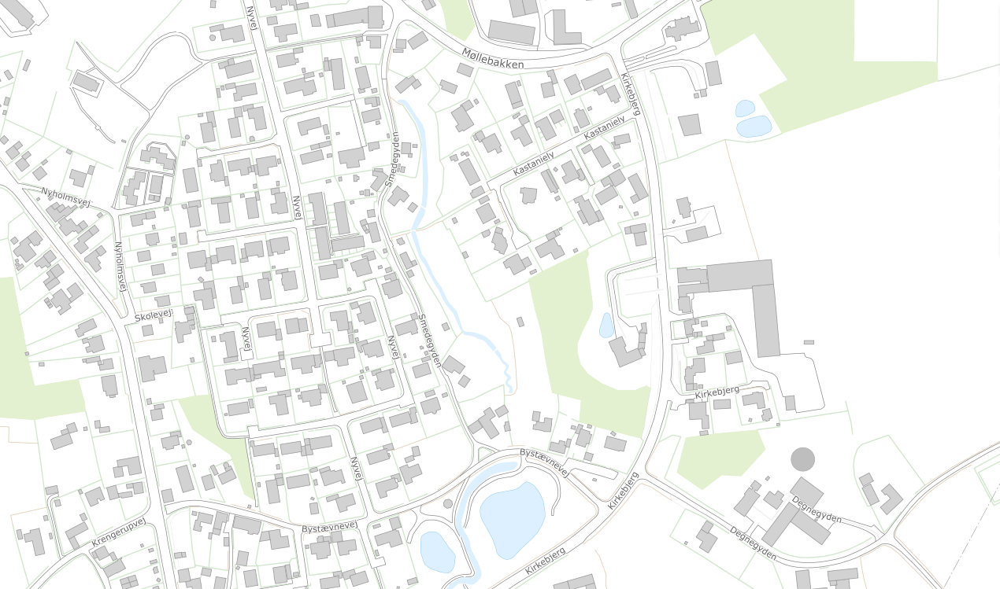 Nyvej
Møllebakken
Kirkebjerg
Kastaniely
Smedegyden
Kastaniely
Nyholmsvej
Nyvej
Nyholmsvej
Skolevej
Nyvej
Smedegyden
Nyvej
Kirkebjerg
Bystævnevej
Nyvej
Kirkebjerg
Degnegyden
Krengerupvej
Bystævnevej
Degnegyden
Kirkebjerg